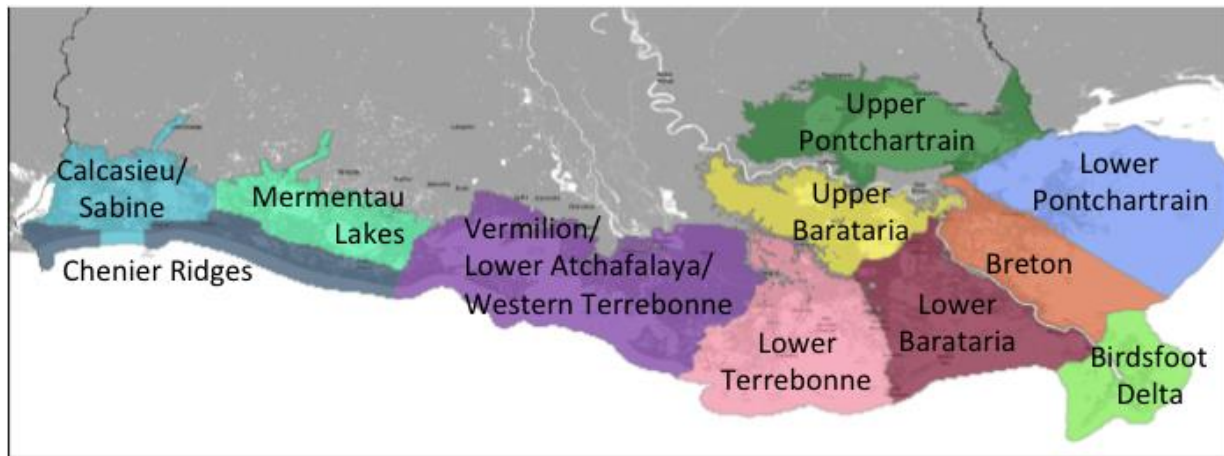 Upper
Pontchartrain
Calcasieu/
Sabine
Mermentau
Lakes
Lower
Pontchartrain
Upper
Barataria
Vermilion/
Lower Atchafalaya/
Western Terrebonne
Chenier Ridges
Breton
Lower
Barataria
Lower
Terrebonne
Birdsfoot
Delta